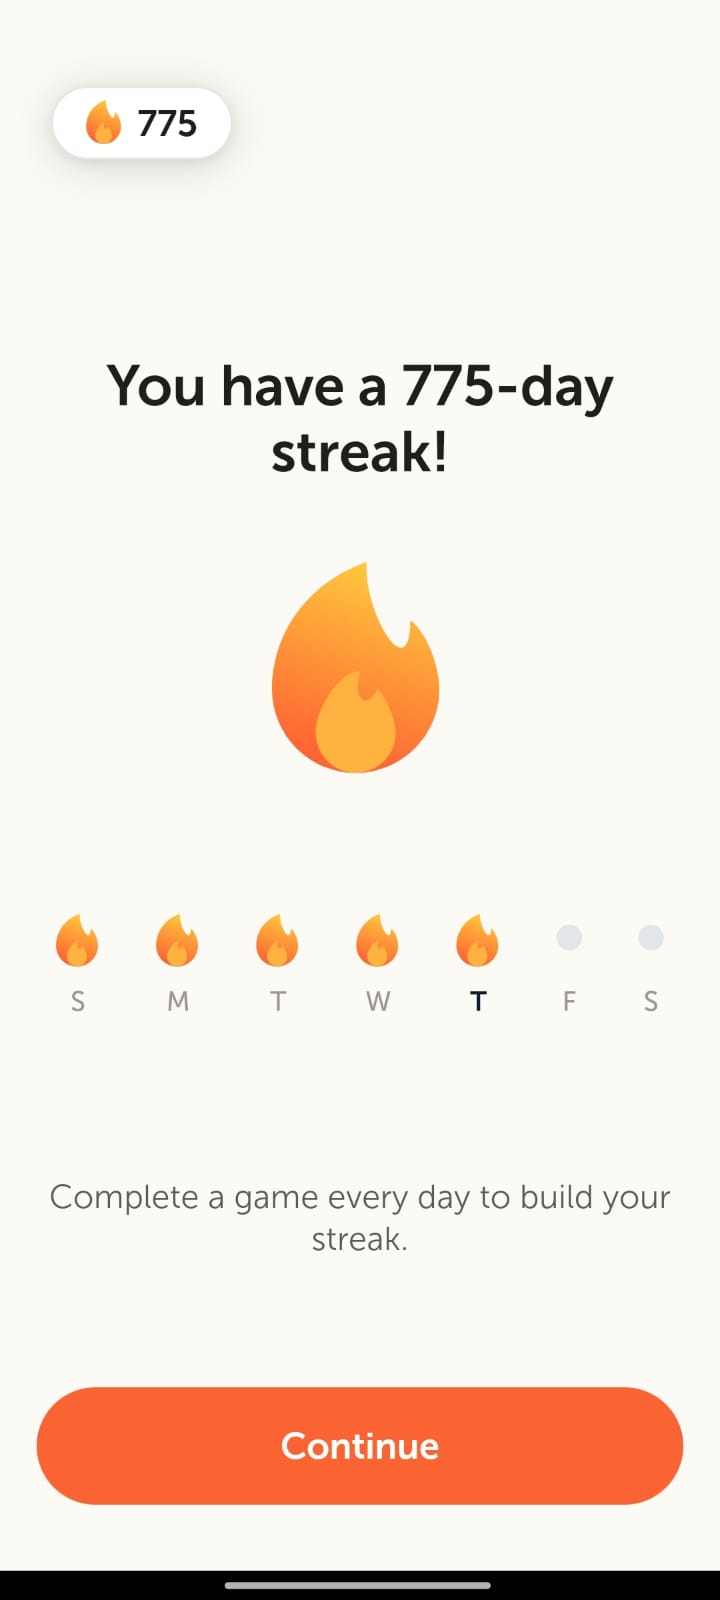 775
You have a 775-day
streak!
S M T W T F S
Complete a game every day to build your
streak.
Continue